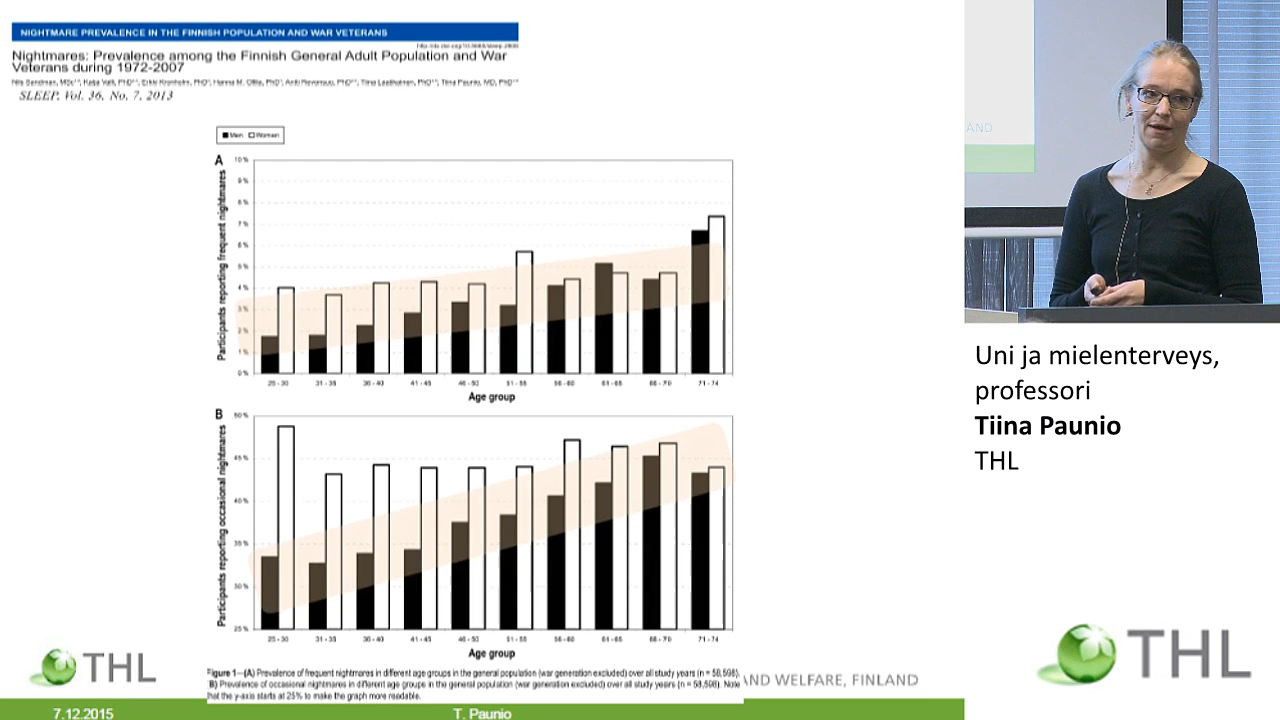 NIGHTMARE PREVALENCE IN THE FINNISH POPULATION AND WAR VETERANS
Nightmares: Prevalence among the Finnish General Adult Population and War
Veterans during 1972-2007
SLEEP, Vol. 36, No. 7, 2013
Men Women
A
Participants reporting frequent nightmares
10%
9%
8%
7%
6%
5%
4%
3%
2%
1%
0%
25 - 30 31 - 35 36 - 40 41 - 45 46 - 50 51 - 55 56 - 60 61 - 65 66 - 70 71 - 74
Age group
B
Participants reporting occasional nightmares
50%
45%
40%
35%
30%
25%
25 - 30 31 - 35 36 - 40 41 - 45 46 - 50 51 - 55 56 - 60 61 - 65 66 - 70 71 - 74
Age group
Figure 1—(A) Prevalence of frequent nightmares in different age groups in the general population (war generation excluded) over all study years (n = 58,598).
(B) Prevalence of occasional nightmares in different age groups in the general population (war generation excluded) over all study years (n = 58,598). Note
that the y-axis starts at 25% to make the graph more readable.
THL
AND WELFARE, FINLAND
7.12.2015
T. Paunio
AND
Uni ja mielenterveys,
professori
Tiina Paunio
THL
THL